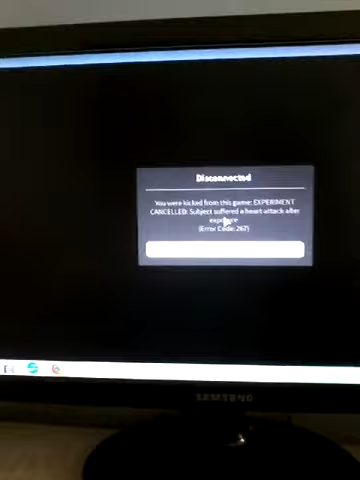 Disconnected
You were kicked from this game: EXPERIMENT
CANCELLED: Subject suffered a heart attack after
(Error Code: 267)
SAMSUNG